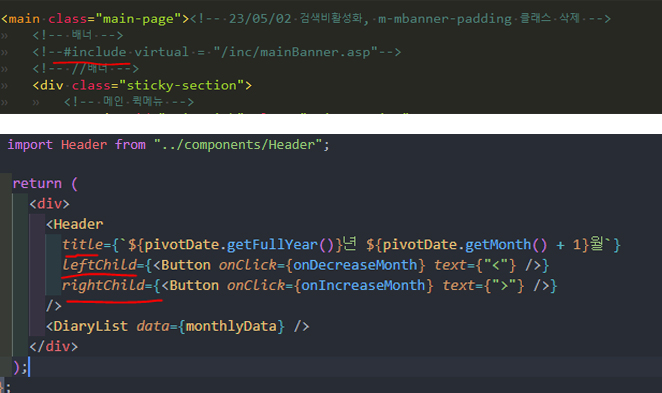 <main class="main-page"><!-- 23/05/02 검색비활성화, m-mbanner-padding 클래스 삭제 -->
<!-- 배너 -->
<!--#include virtual = "/inc/mainBanner.asp"-->
<!-- //배너 -->
<div class="sticky-section">
<!-- 메인 퀵메뉴 -->
import Header from "../components/Header";
return (
<div>
<Header
title={`${pivotDate.getFullYear()}년 ${pivotDate.getMonth() + 1}월`}
leftChild={<Button onClick={onDecreaseMonth} text={"<"} />}
rightChild={<Button onClick={onIncreaseMonth} text={">"} />}
/>
<DiaryList data={monthlyData} />
</div>
);
};